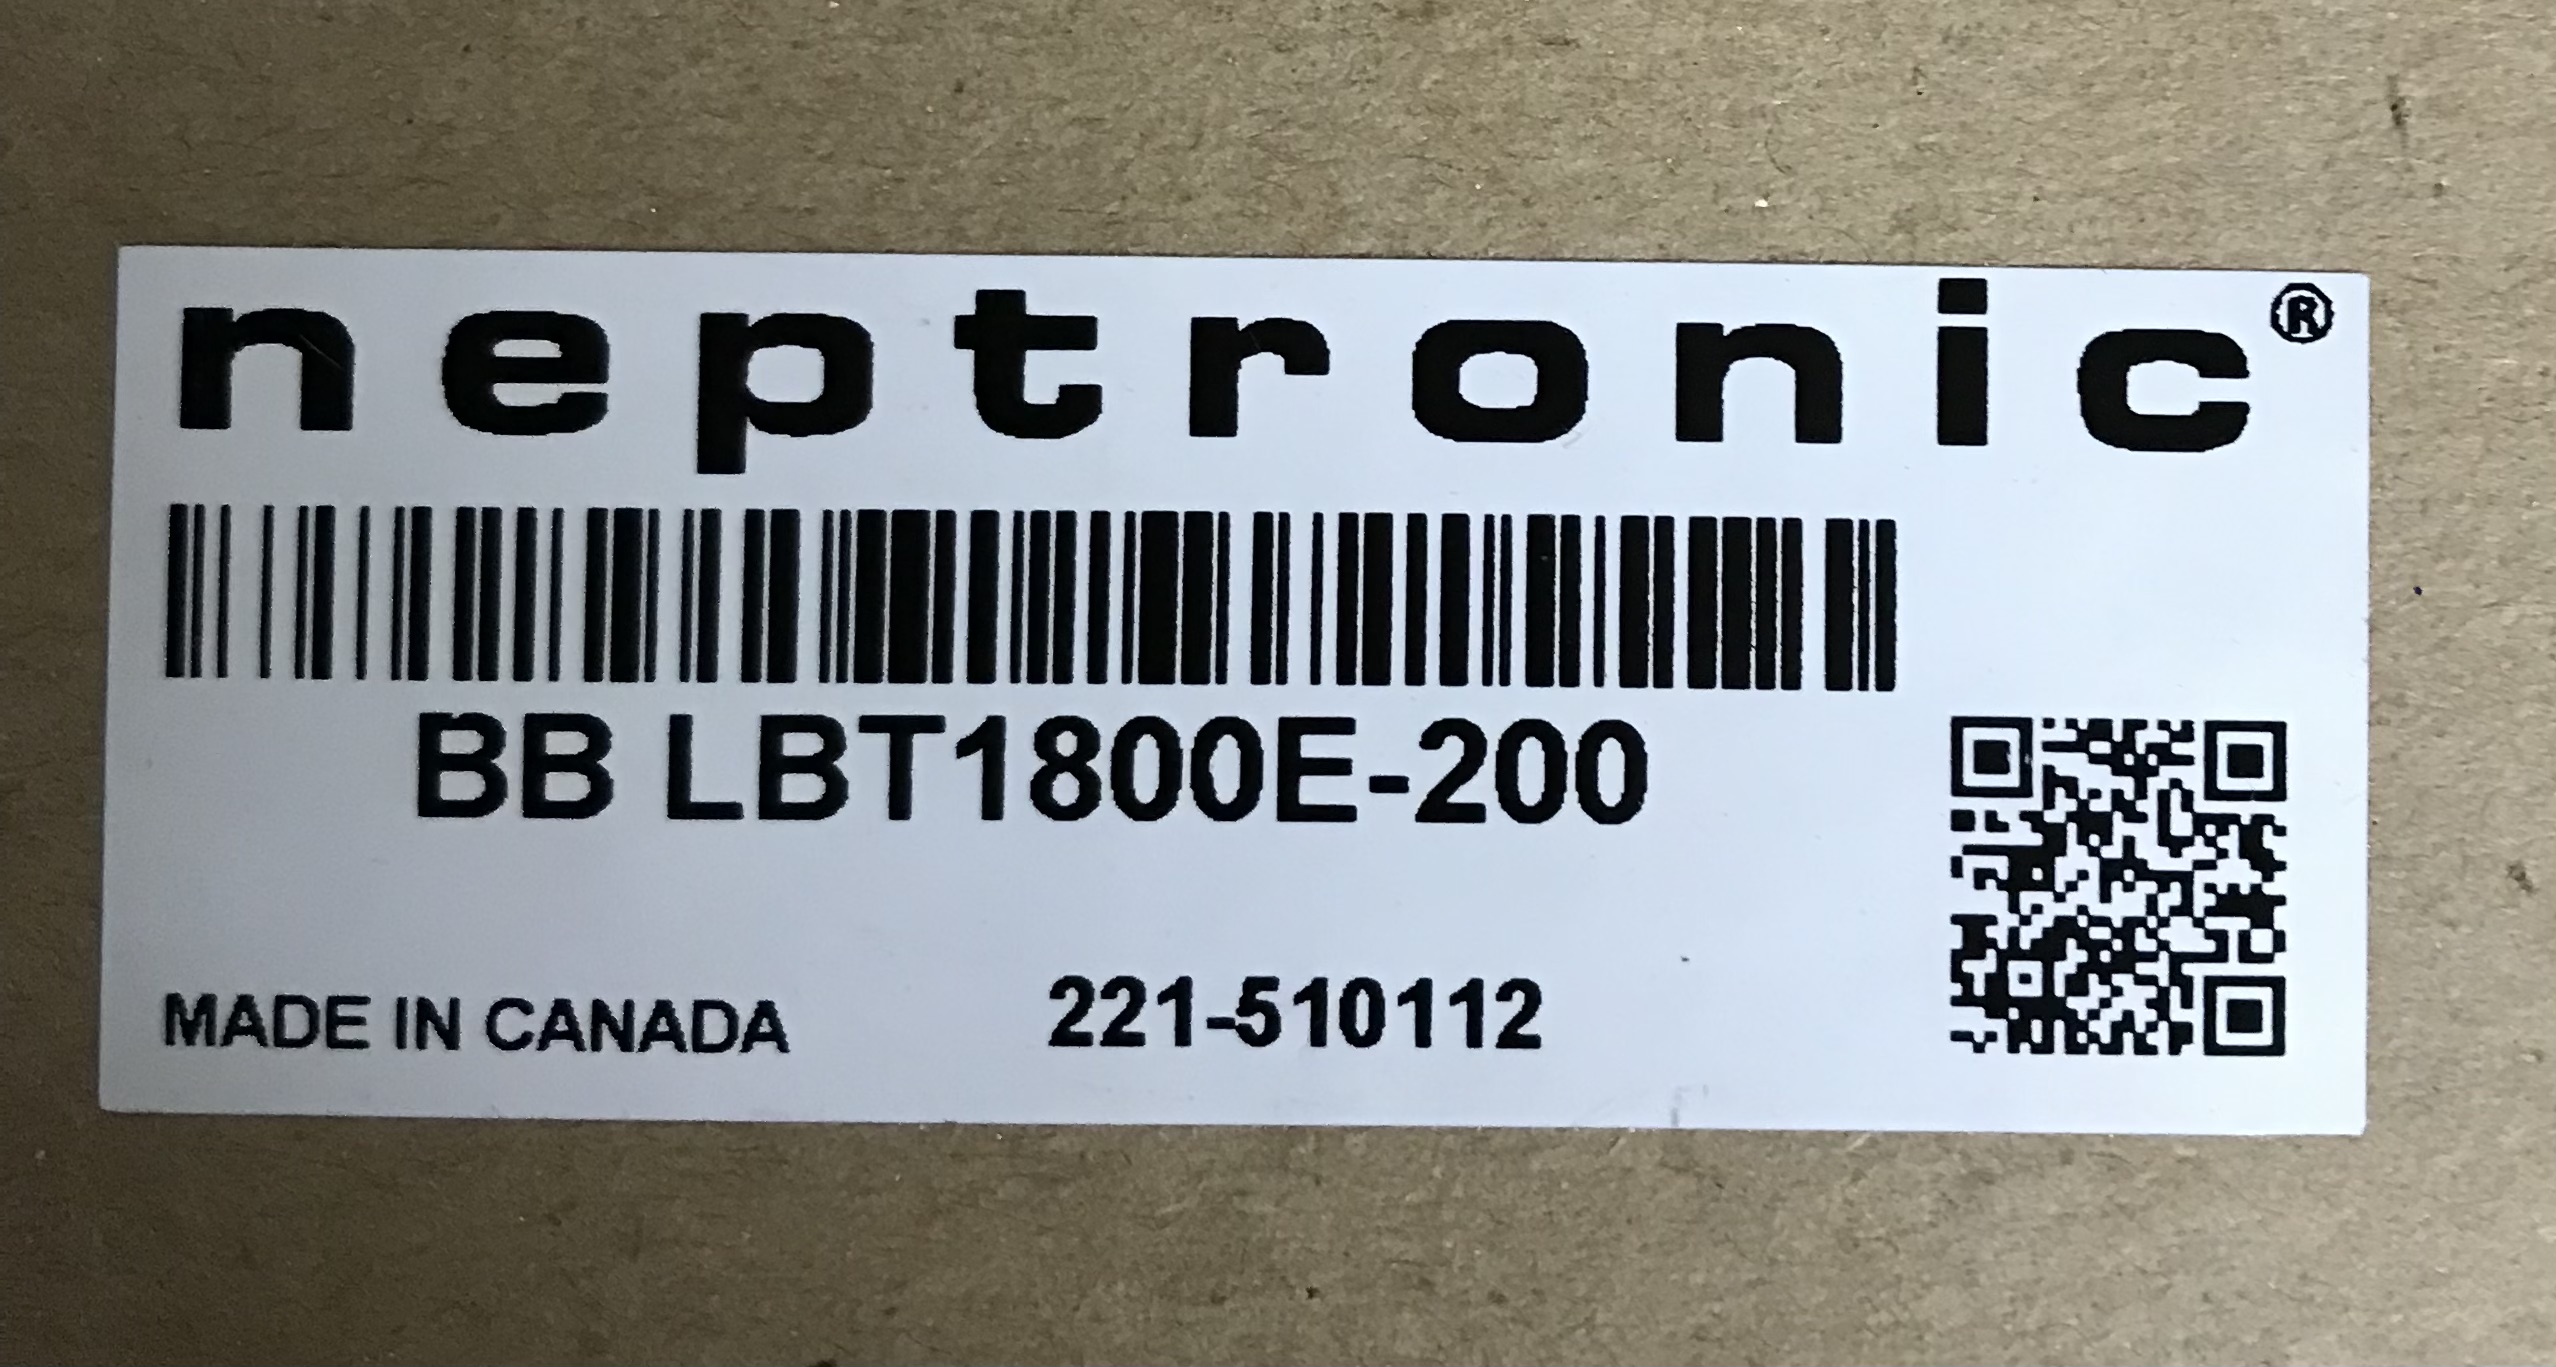 neptronic®
BB LBT1800E-200
MADE IN CANADA 221-510112